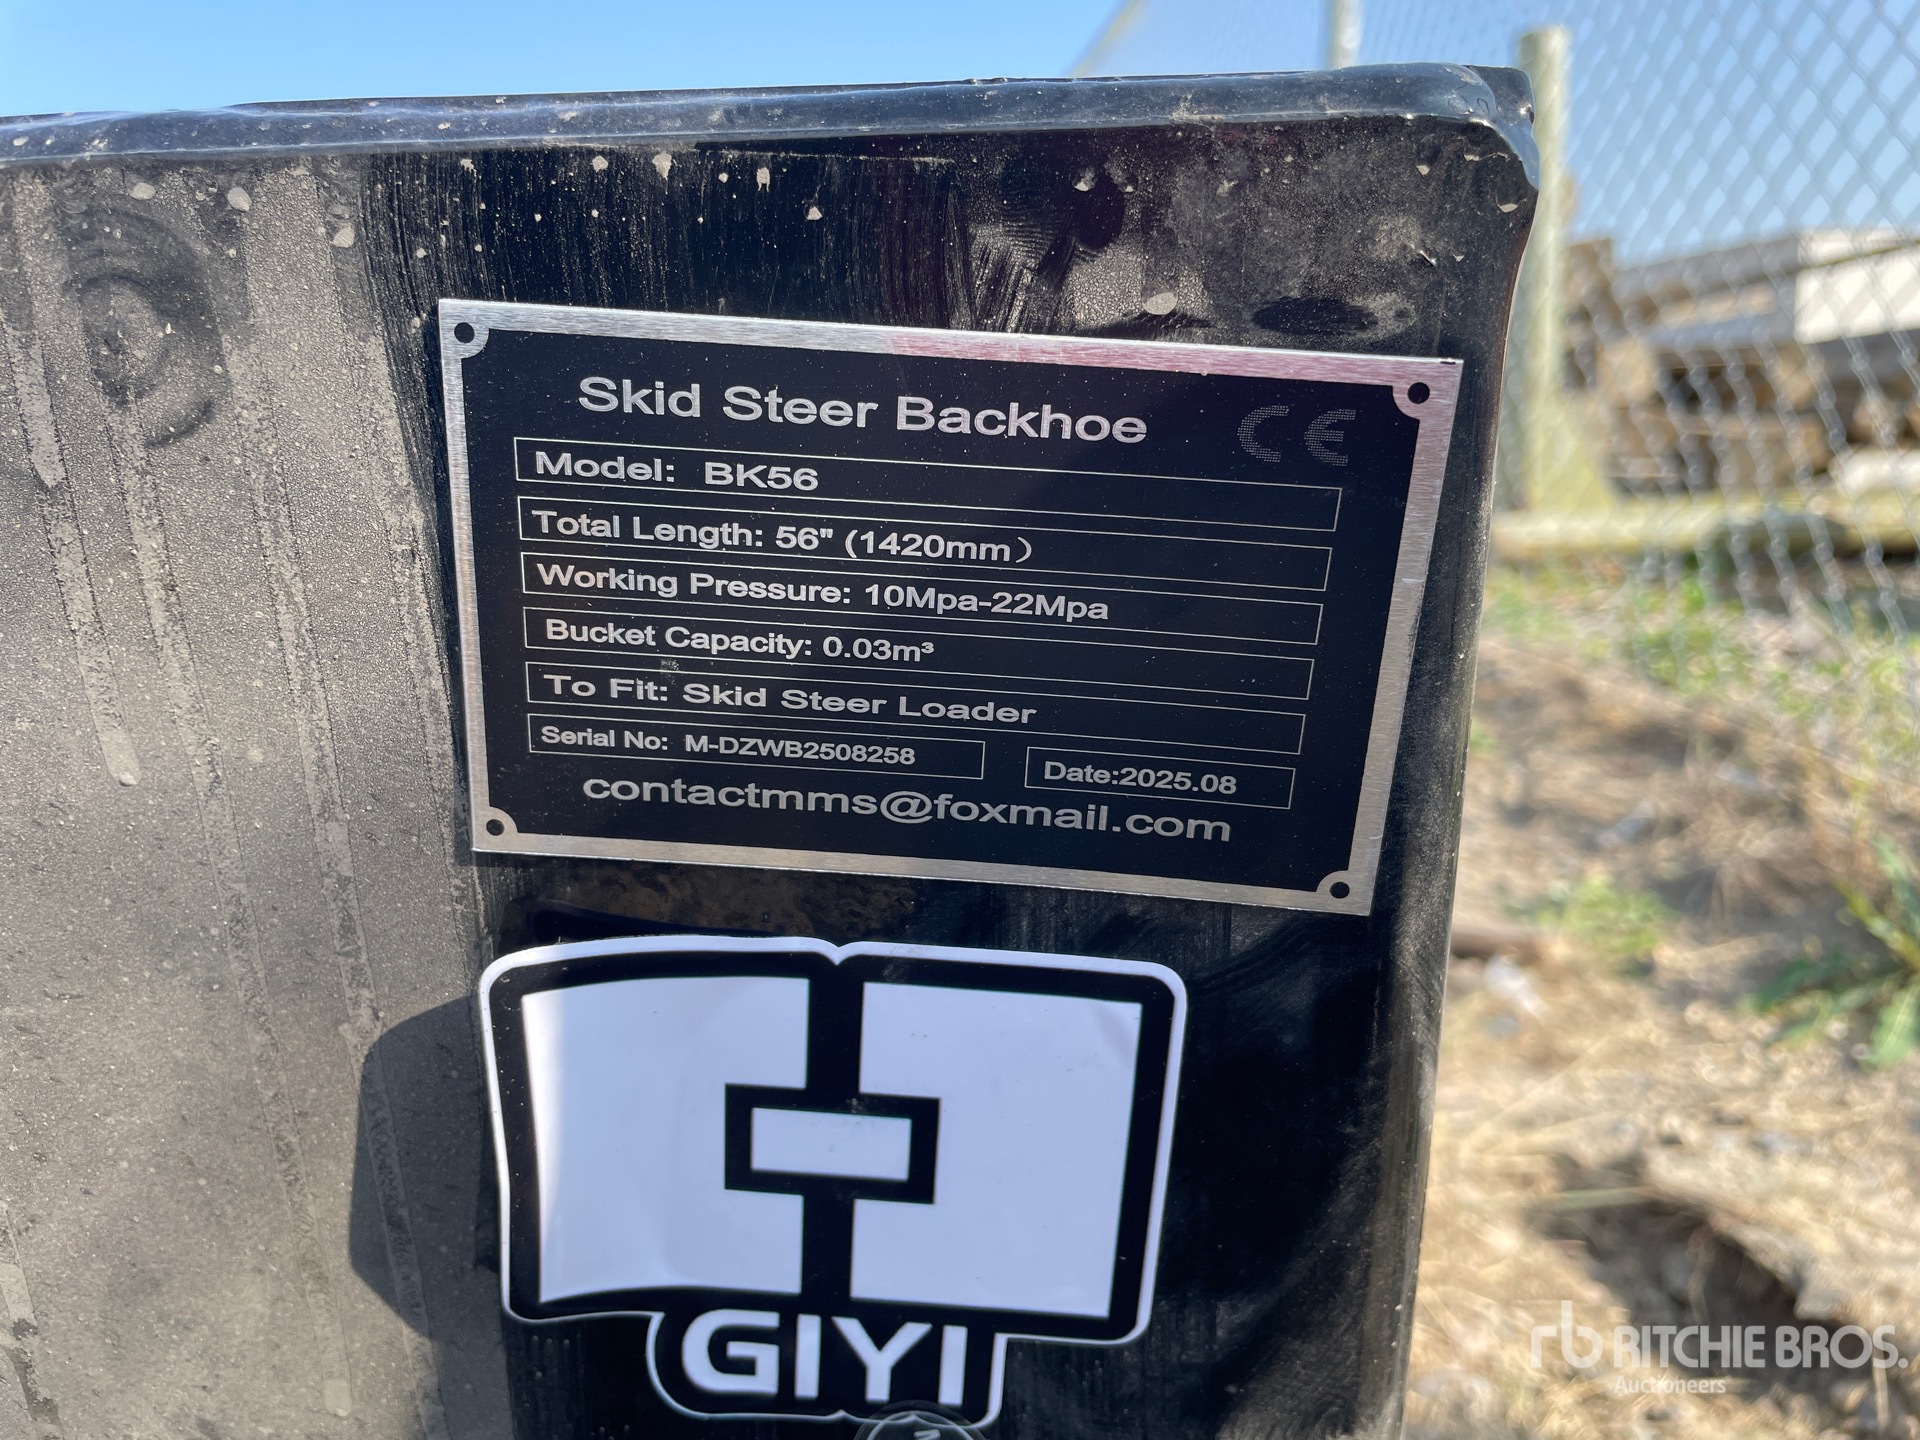 Skid Steer Backhoe CE
Model: BK56
Total Length: 56" (1420mm）
Working Pressure: 10Mpa-22Mpa
Bucket Capacity: 0.03m³
To Fit: Skid Steer Loader
Serial No: M-DZWB2508258 Date:2025.08
contactmms@foxmail.com
GIYI
rb RITCHIE BROS.
Auctioneers